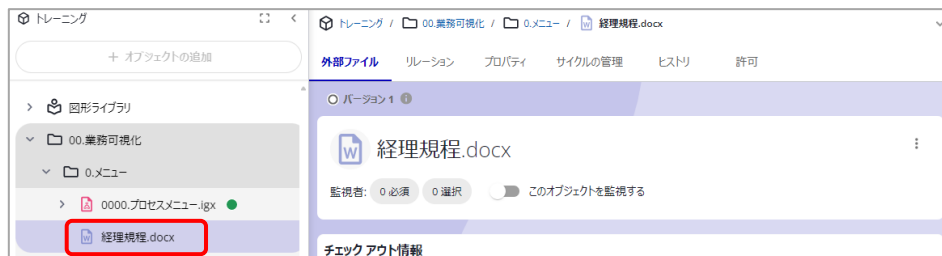 トレーニング
+ オブジェクトの追加
図形ライブラリ
00.業務可視化
0.メニュー
0000.プロセスメニュー.igx
経理規程.docx
トレーニング / 00.業務可視化 / 0.メニュー / 経理規程.docx
外部ファイル リレーション プロパティ サイクルの管理 ヒストリ 許可
バージョン 1
経理規程.docx
監視者: 0 必須 0 選択 このオブジェクトを監視する
チェック アウト情報